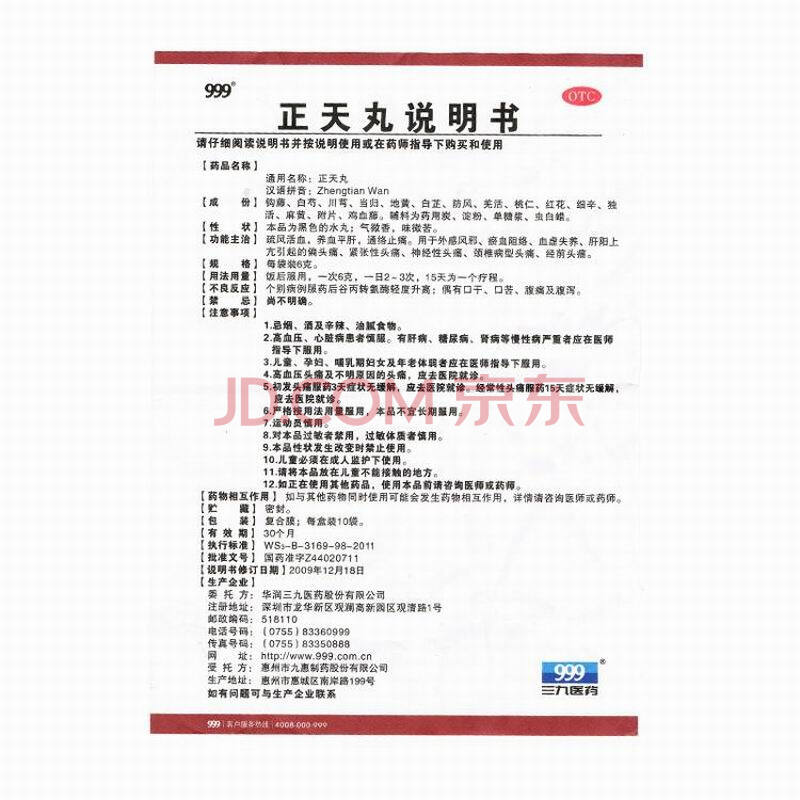 999®
OTC
正天丸说明书
请仔细阅读说明书并按说明使用或在药师指导下购买和使用
【药品名称】
通用名称：正天丸
汉语拼音：Zhengtian Wan
【成　　份】钩藤、白芍、川芎、当归、地黄、白芷、防风、羌活、桃仁、红花、细辛、独
活、麻黄、附片、鸡血藤。辅料为药用炭、淀粉、单糖浆、虫白蜡。
【性　　状】本品为黑色的水丸；气微香，味微苦。
【功能主治】疏风活血，养血平肝，通络止痛。用于外感风邪、瘀血阻络、血虚失养、肝阳上
亢引起的偏头痛、紧张性头痛、神经性头痛、颈椎病型头痛、经前头痛。
【规　　格】每袋装6克。
【用法用量】饭后服用，一次6克，一日2~3次，15天为一个疗程。
【不良反应】个别病例服药后谷丙转氨酶轻度升高；偶有口干、口苦、腹痛及腹泻。
【禁　　忌】尚不明确。
【注意事项】
1.忌烟、酒及辛辣、油腻食物。
2.高血压、心脏病患者慎服。有肝病、糖尿病、肾病等慢性病严重者应在医师
指导下服用。
3.儿童、孕妇、哺乳期妇女及年老体弱者应在医师指导下服用。
4.高血压头痛及不明原因的头痛，应去医院就诊。
5.初发头痛服药3天症状无缓解，应去医院就诊。经常性头痛服药15天症状无缓解，
应去医院就诊。
JD.COM 京东
6.严格按用法用量服用，本品不宜长期服用。
7.运动员慎用。
8.对本品过敏者禁用，过敏体质者慎用。
9.本品性状发生改变时禁止使用。
10.儿童必须在成人监护下使用。
11.请将本品放在儿童不能接触的地方。
12.如正在使用其他药品，使用本品前请咨询医师或药师。
【药物相互作用】如与其他药物同时使用可能会发生药物相互作用，详情请咨询医师或药师。
【贮　　藏】密封。
【包　　装】复合膜；每盒装10袋。
【有 效 期】30个月
【执行标准】WS₃-B-3169-98-2011
【批准文号】国药准字Z44020711
【说明书修订日期】2009年12月18日
【生产企业】
委 托 方：华润三九医药股份有限公司
注册地址：深圳市龙华新区观澜高新园区观清路1号
邮政编码：518110
电话号码：(0755) 83360999
传真号码：(0755) 83350888
网　　址：http://www.999.com.cn
受 托 方：惠州市九惠制药股份有限公司
生产地址：惠州市惠城区南岸路199号
如有问题可与生产企业联系
999®
三九医药
999 | 客户服务热线 | 4008-000-999